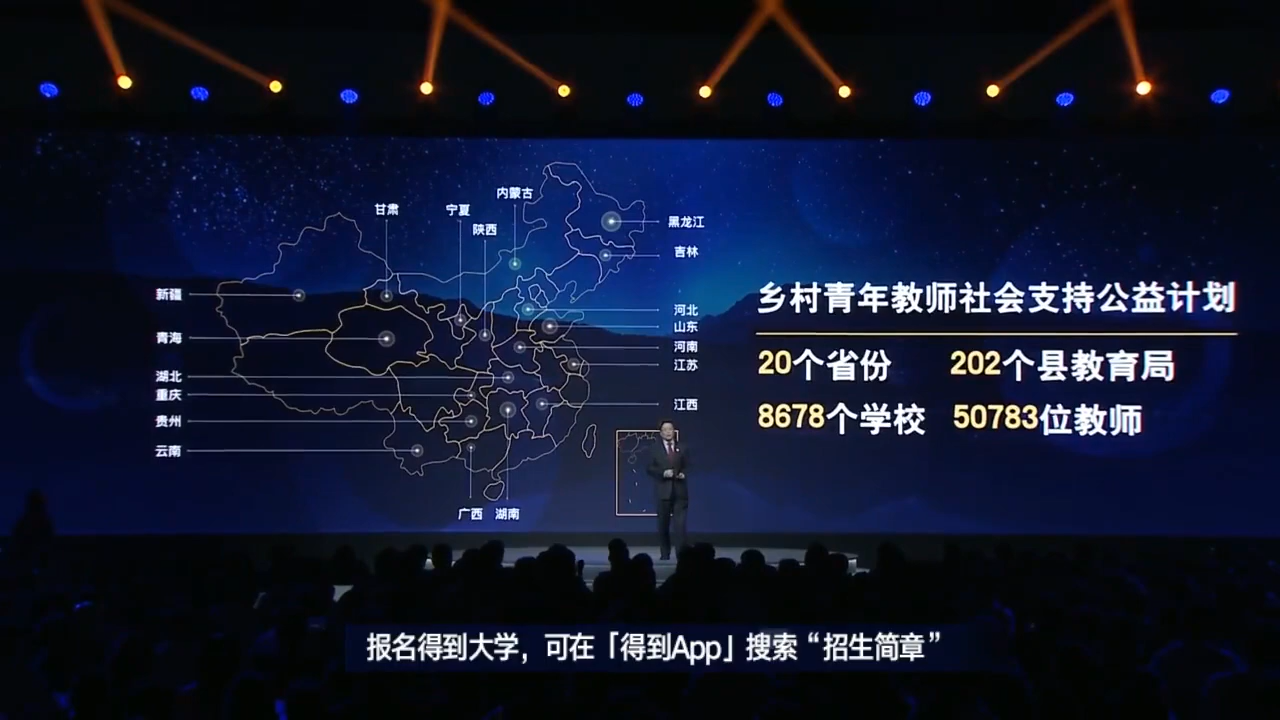 内蒙古
甘肃
宁夏
陕西
黑龙江
吉林
新疆
河北
山东
青海
河南
江苏
湖北
重庆
江西
贵州
云南
广西
湖南
乡村青年教师社会支持公益计划
20个省份 202个县教育局
8678个学校 50783位教师
报名得到大学，可在「得到App」搜索“招生简章”